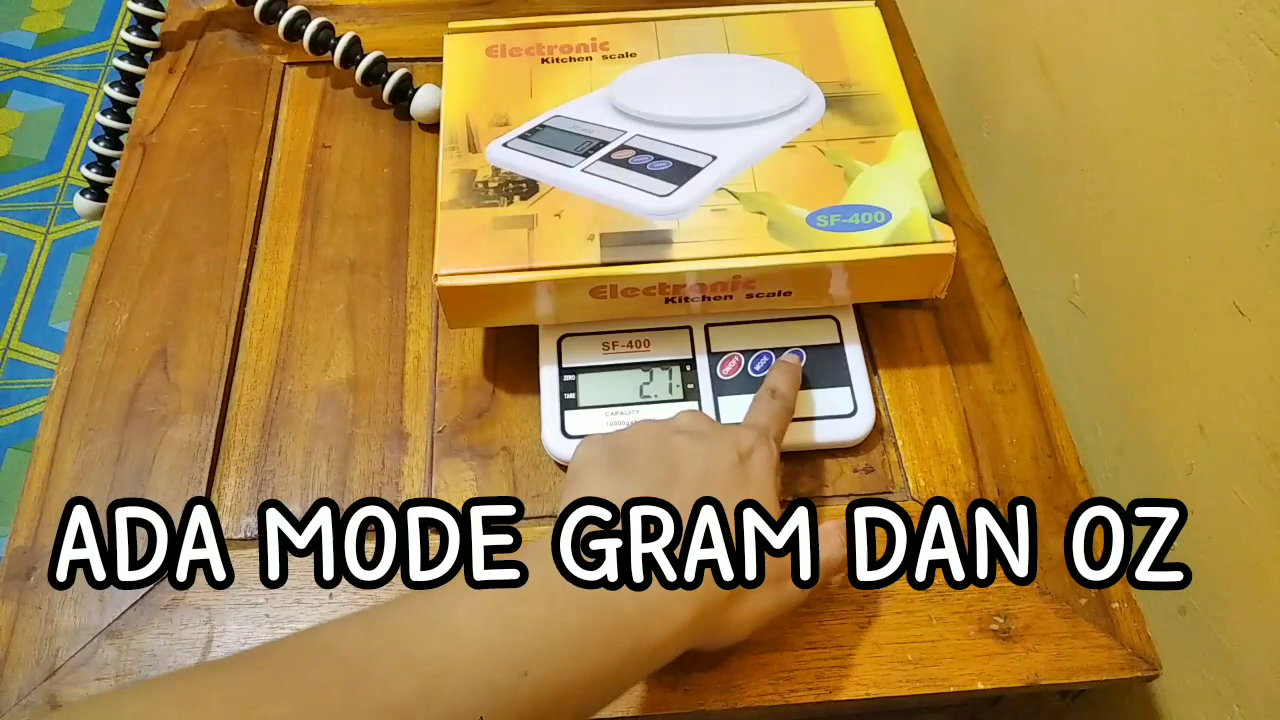 Electronic
Kitchen scale
SF-400
Electronic
Kitchen scale
SF-400
ON/OFF
MODE
ZERO
TARE
2.7
g
oz
CAPACITY
ADA MODE GRAM DAN OZ